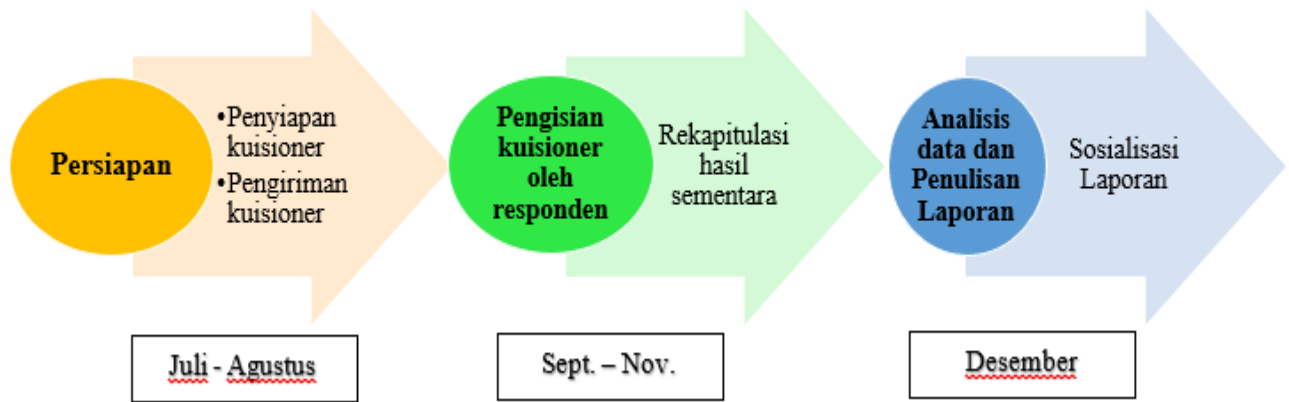 Persiapan
•Penyiapan
kuisioner
•Pengiriman
kuisioner
Pengisian
kuisioner
oleh
responden
Rekapitulasi
hasil
sementara
Analisis
data dan
Penulisan
Laporan
Sosialisasi
Laporan
Juli - Agustus
Sept. – Nov.
Desember